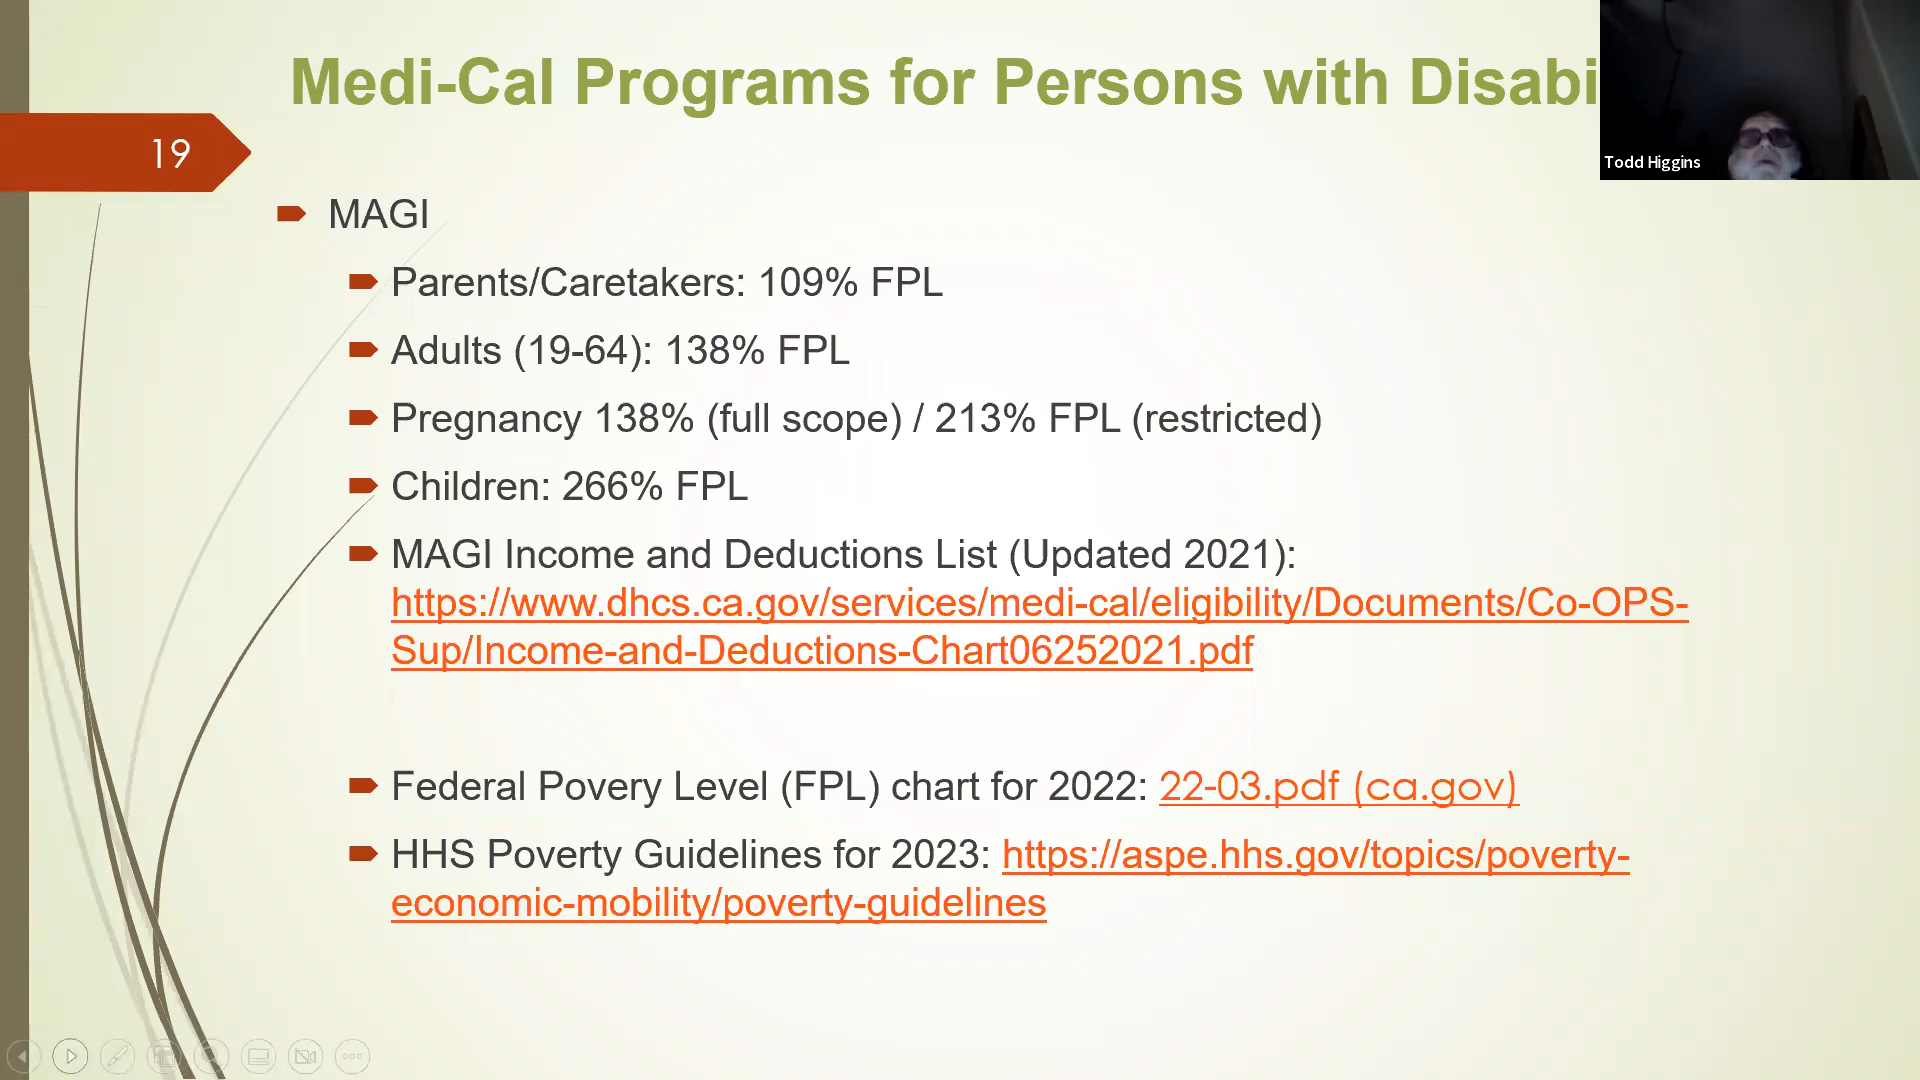 Medi-Cal Programs for Persons with Disabi
Todd Higgins
19
MAGI
Parents/Caretakers: 109% FPL
Adults (19-64): 138% FPL
Pregnancy 138% (full scope) / 213% FPL (restricted)
Children: 266% FPL
MAGI Income and Deductions List (Updated 2021):
https://www.dhcs.ca.gov/services/medi-cal/eligibility/Documents/Co-OPS-
Sup/Income-and-Deductions-Chart06252021.pdf
Federal Povery Level (FPL) chart for 2022: 22-03.pdf (ca.gov)
HHS Poverty Guidelines for 2023: https://aspe.hhs.gov/topics/poverty-
economic-mobility/poverty-guidelines